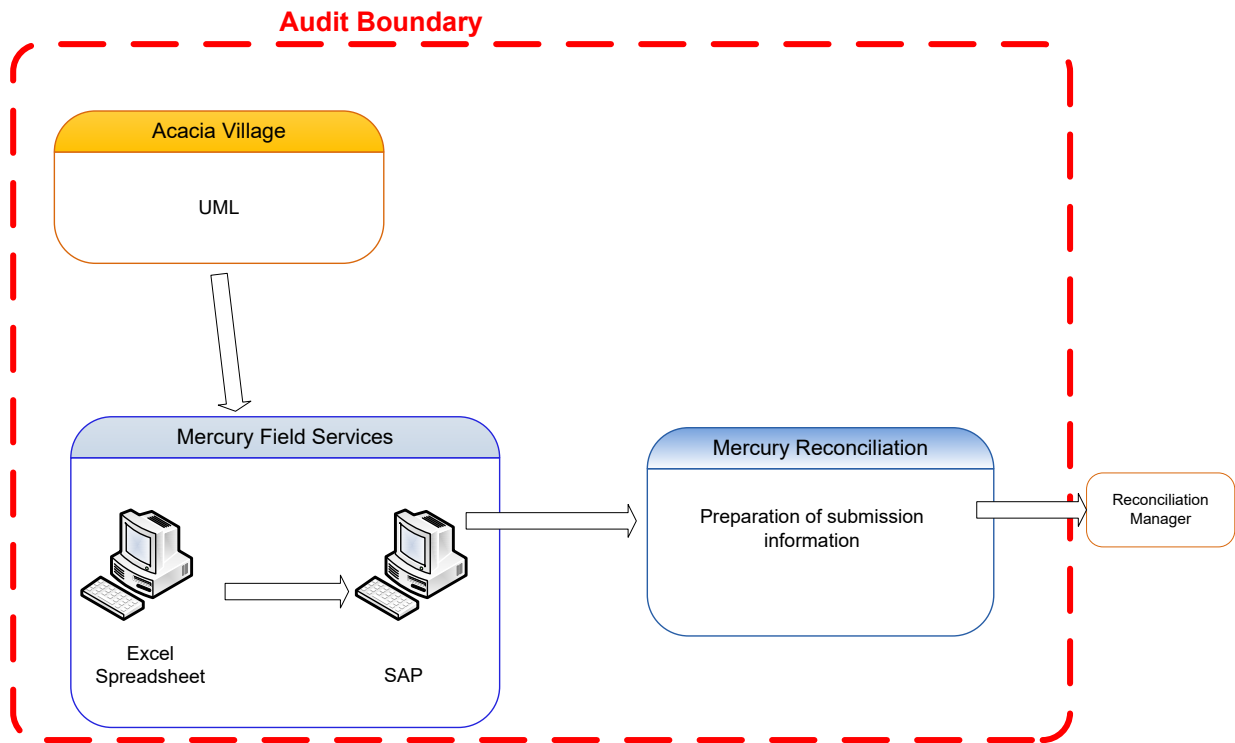 Audit Boundary
Acacia Village
UML
Mercury Field Services
Excel
Spreadsheet
SAP
Mercury Reconciliation
Preparation of submission
information
Reconciliation
Manager